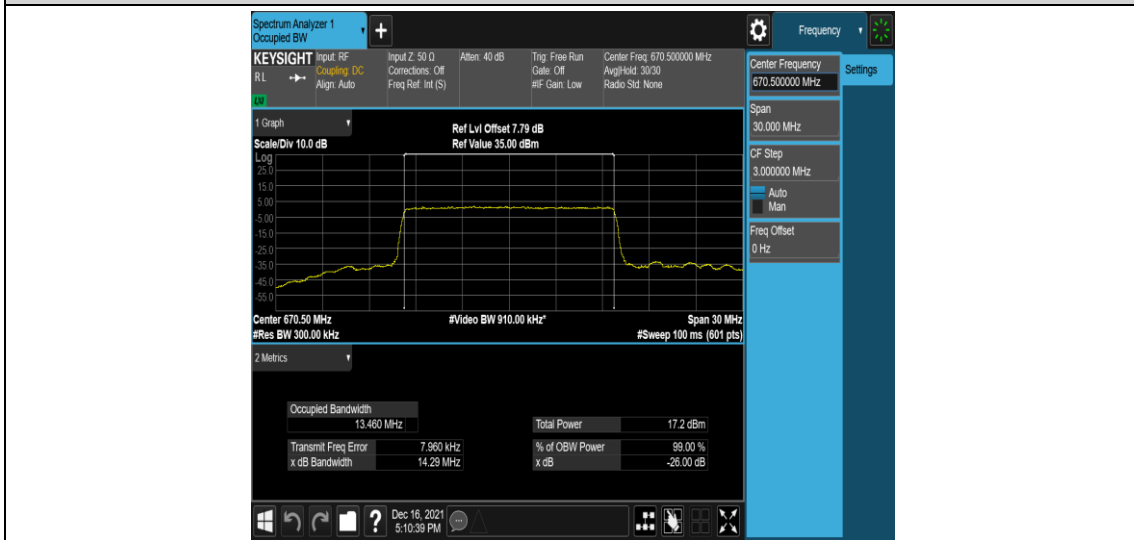 Spectrum Analyzer 1
Occupied BW
+
Frequency
KEYSIGHT
RL
LXI
Input: RF
Coupling: DC
Align: Auto
Input Z: 50 Ω
Corrections: Off
Freq Ref: Int (S)
Atten: 40 dB
Trig: Free Run
Gate: Off
#IF Gain: Low
Center Freq: 670.500000 MHz
Avg|Hold: 30/30
Radio Std: None
Center Frequency
670.500000 MHz
Settings
Span
30.000 MHz
CF Step
3.000000 MHz
Auto
Man
Freq Offset
0 Hz
1 Graph
Scale/Div 10.0 dB
Ref Lvl Offset 7.79 dB
Ref Value 35.00 dBm
Log
25.0
15.0
5.00
-5.00
-15.0
-25.0
-35.0
-45.0
-55.0
Center 670.50 MHz
#Video BW 910.00 kHz*
Span 30 MHz
#Res BW 300.00 kHz
#Sweep 100 ms (601 pts)
2 Metrics
Occupied Bandwidth
13.460 MHz
Total Power 17.2 dBm
Transmit Freq Error 7.960 kHz
% of OBW Power 99.00 %
x dB Bandwidth 14.29 MHz
x dB -26.00 dB
?
Dec 16, 2021
5:10:39 PM